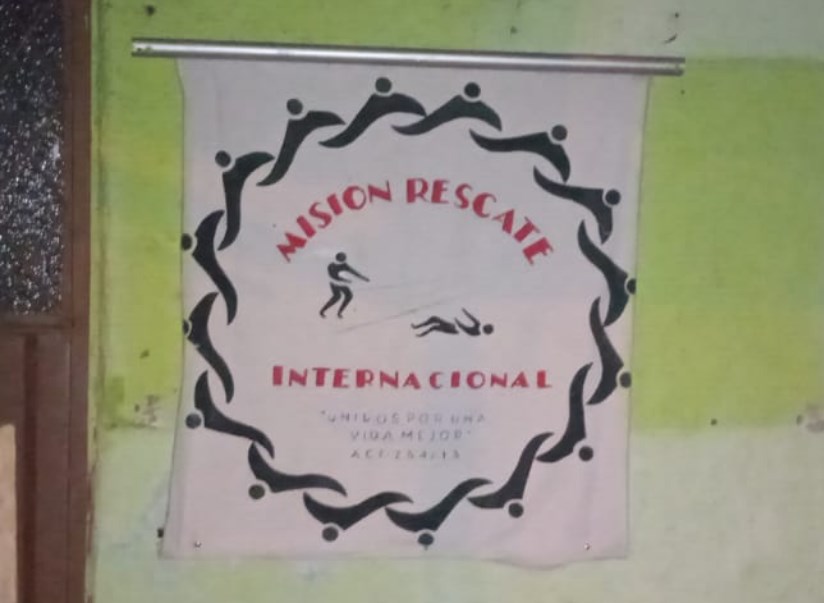 MISION RESCATE
INTERNACIONAL
"UNIDOS POR UNA
VIDA MEJOR"